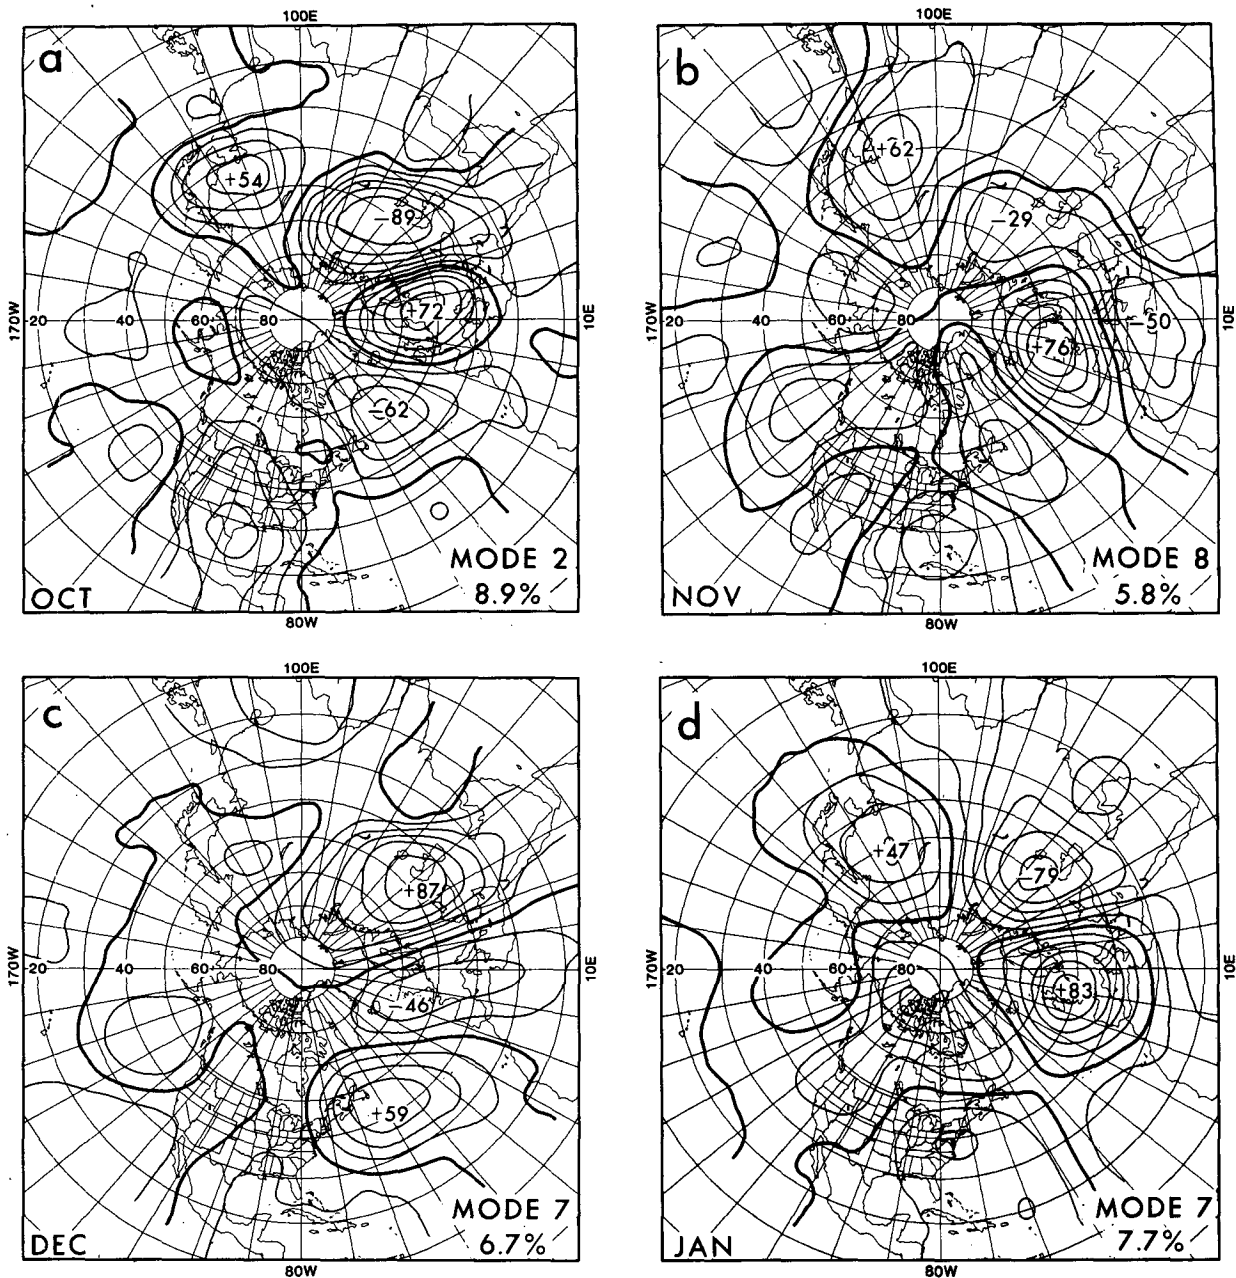 100E
a
+54
-89
+72
-62
170W
20
40
60
80
10E
MODE 2
8.9%
OCT
80W
100E
b
+62
-29
-50
+76
170W
20
40
60
80
10E
MODE 8
5.8%
NOV
80W
100E
c
+87
-46
+59
170W
20
40
60
80
10E
MODE 7
6.7%
DEC
80W
100E
d
+47
-79
+83
170W
20
40
60
80
10E
MODE 7
7.7%
JAN
80W